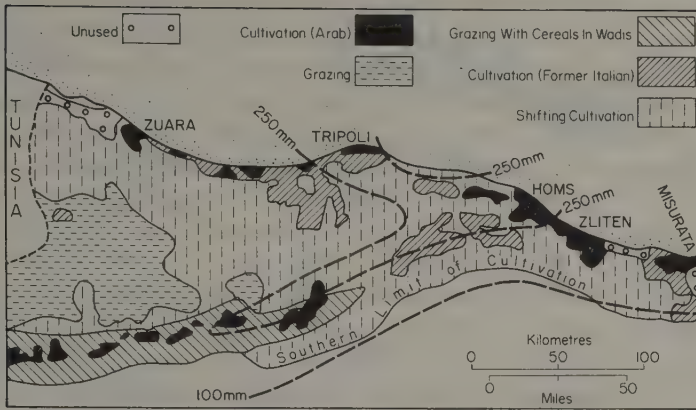 Unused
Cultivation (Arab)
Grazing With Cereals In Wadis
Grazing
Cultivation (Former Italian)
Shifting Cultivation
TUNISIA
ZUARA
250mm
TRIPOLI
250mm
HOMS
250mm
ZLITEN
MISURATA
Southern Limit of Cultivation
100mm
Kilometres
0 50 100
0 50
Miles